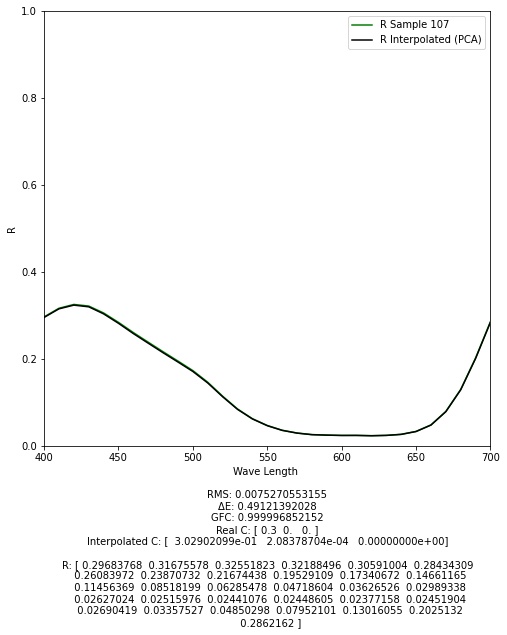 1.0
0.8
0.6
0.4
0.2
0.0
R
R Sample 107
R Interpolated (PCA)
400 450 500 550 600 650 700
Wave Length
RMS: 0.0075270553155
ΔE: 0.49121392028
GFC: 0.999996852152
Real C: [ 0.3 0. 0. ]
Interpolated C: [ 3.02902099e-01 2.08378704e-04 0.00000000e+00]
R: [ 0.29683768 0.31675578 0.32551823 0.32188496 0.30591004 0.28434309
0.26083972 0.23870732 0.21674438 0.19529109 0.17340672 0.14661165
0.11456369 0.08518199 0.06285478 0.04718604 0.03626526 0.02989338
0.02627024 0.02515976 0.02441076 0.02448605 0.02377158 0.02451904
0.02690419 0.03357527 0.04850298 0.07952101 0.13016055 0.2025132
0.2862162 ]